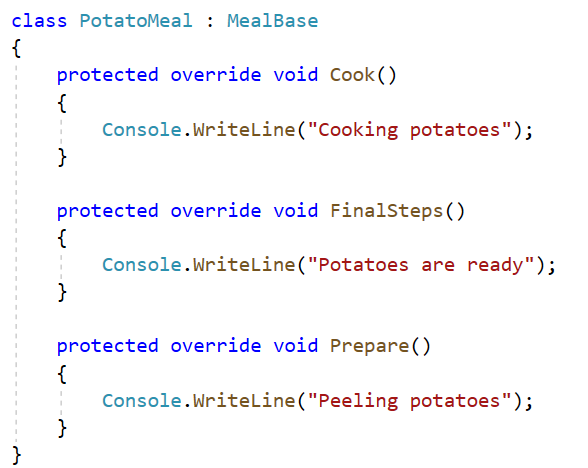 class PotatoMeal : MealBase
{
    protected override void Cook()
    {
        Console.WriteLine("Cooking potatoes");
    }

    protected override void FinalSteps()
    {
        Console.WriteLine("Potatoes are ready");
    }

    protected override void Prepare()
    {
        Console.WriteLine("Peeling potatoes");
    }
}